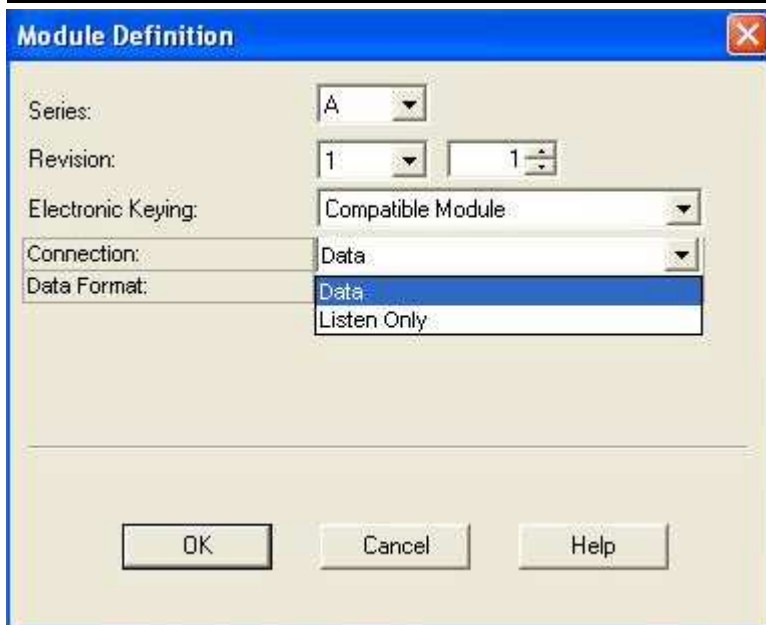 Module Definition
Series: A
Revision: 1 1
Electronic Keying: Compatible Module
Connection: Data
Data Format: Data
Listen Only
OK Cancel Help